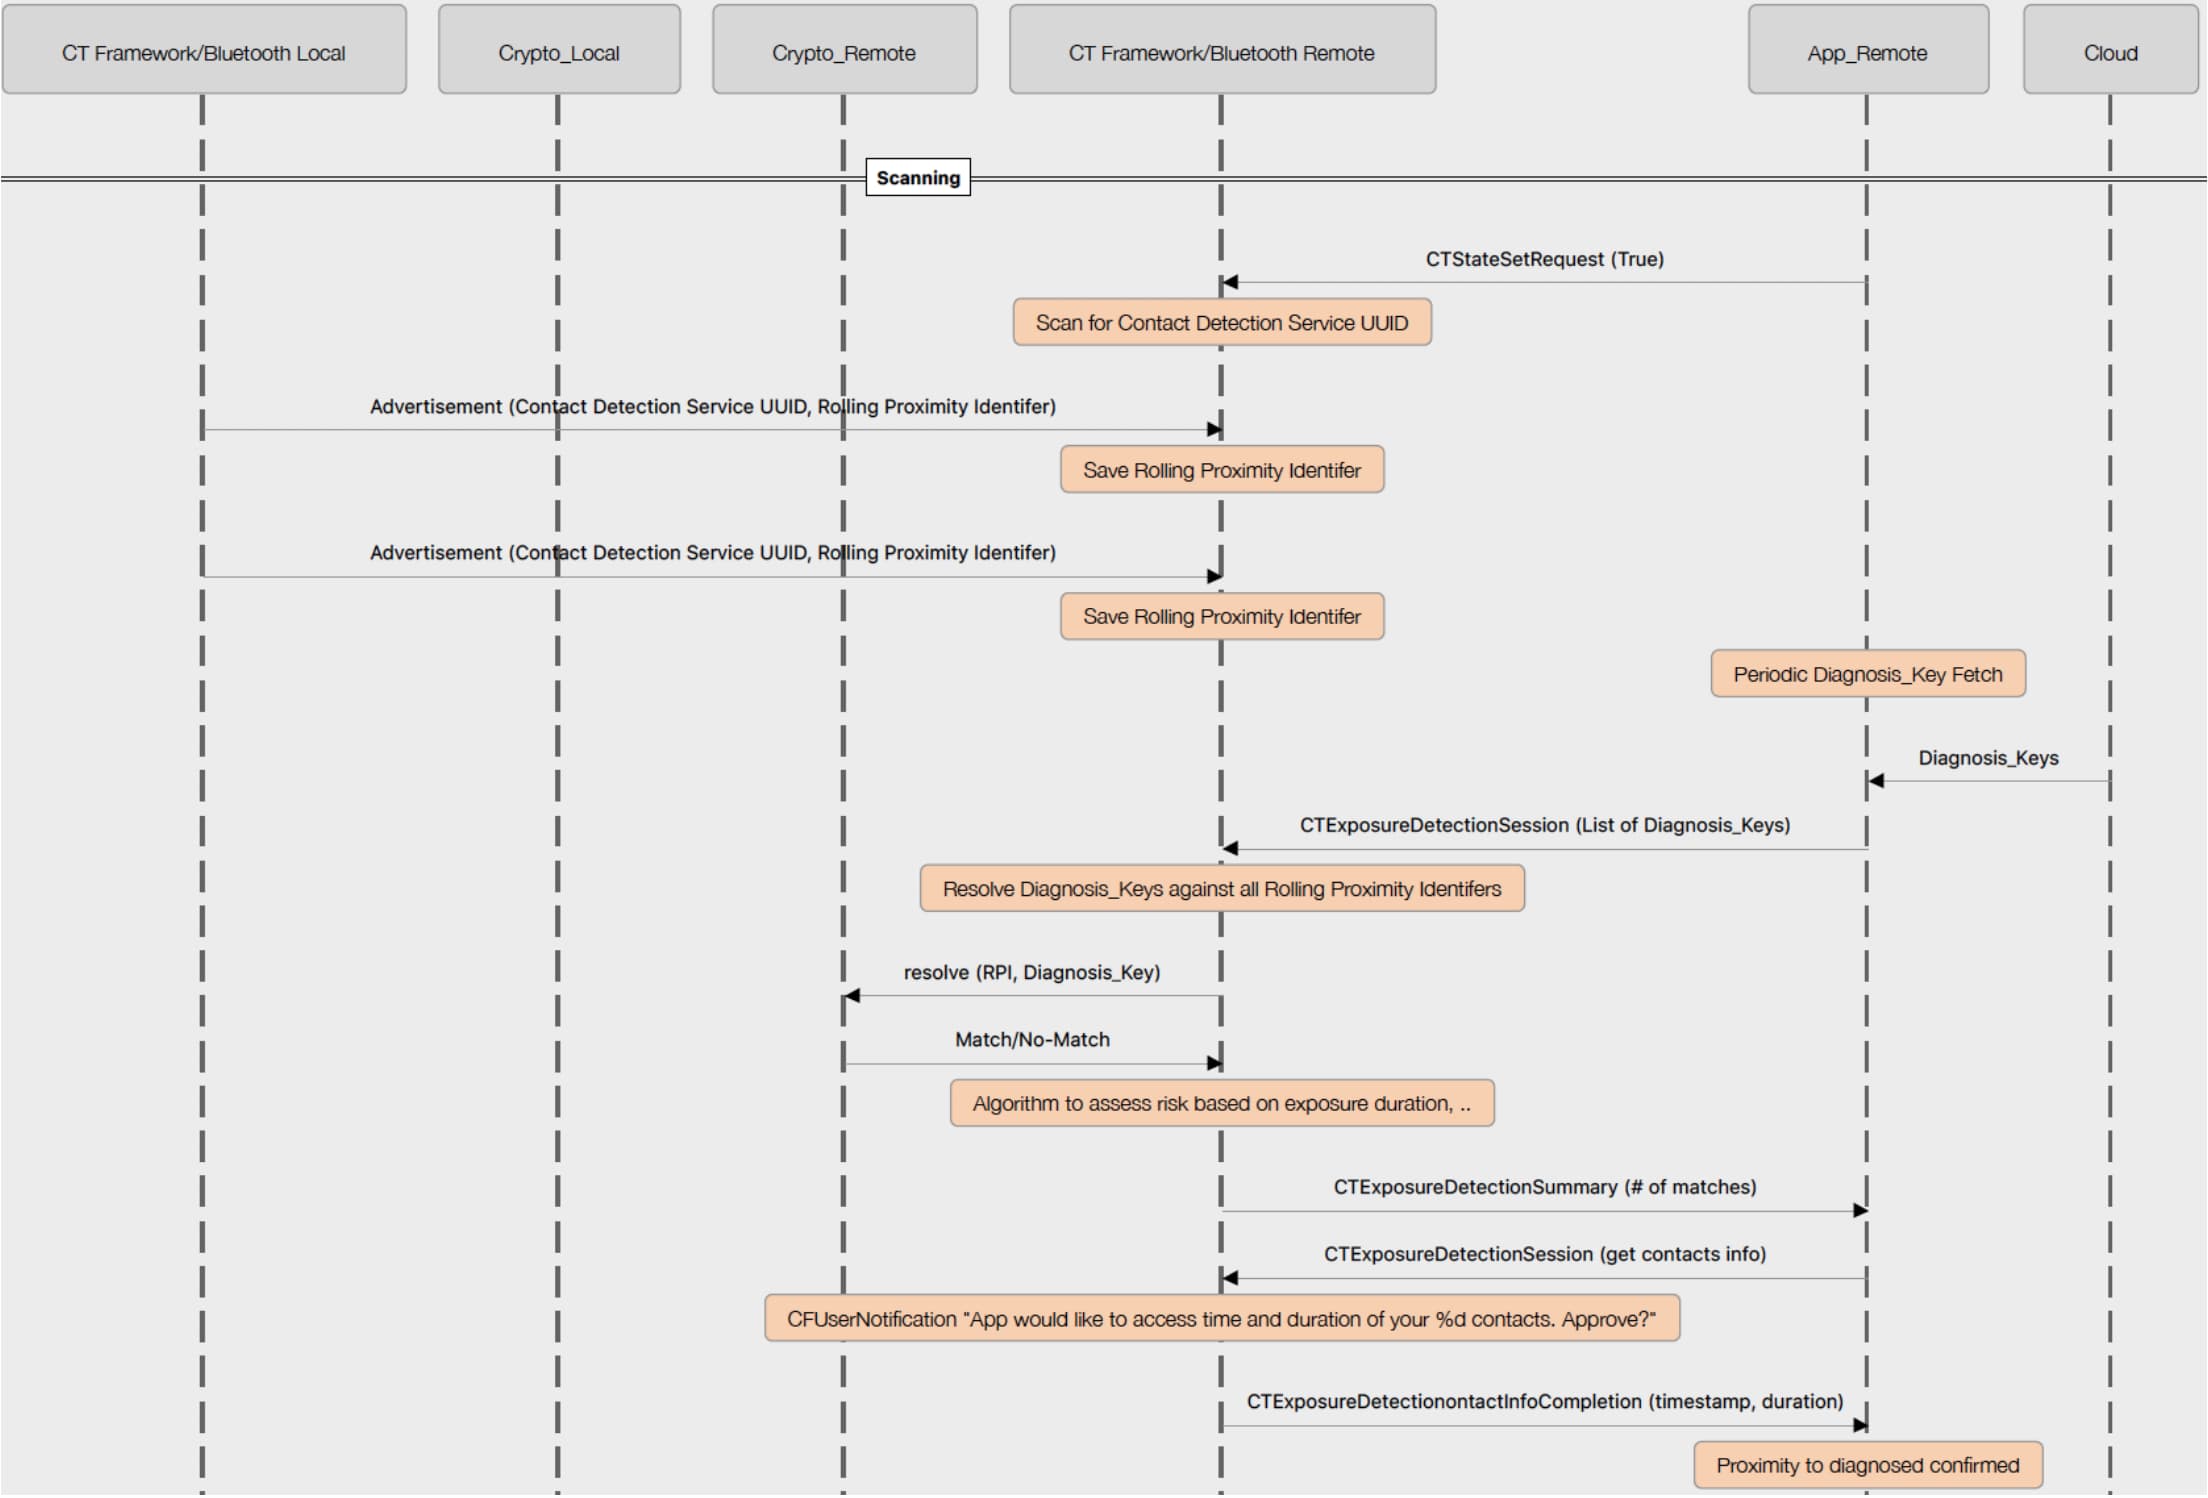 CT Framework/Bluetooth Local
Crypto_Local
Crypto_Remote
CT Framework/Bluetooth Remote
App_Remote
Cloud
Scanning
CTStateSetRequest (True)
Scan for Contact Detection Service UUID
Advertisement (Contact Detection Service UUID, Rolling Proximity Identifer)
Save Rolling Proximity Identifer
Advertisement (Contact Detection Service UUID, Rolling Proximity Identifer)
Save Rolling Proximity Identifer
Periodic Diagnosis_Key Fetch
Diagnosis_Keys
CTExposureDetectionSession (List of Diagnosis_Keys)
Resolve Diagnosis_Keys against all Rolling Proximity Identifers
resolve (RPI, Diagnosis_Key)
Match/No-Match
Algorithm to assess risk based on exposure duration, ..
CTExposureDetectionSummary (# of matches)
CTExposureDetectionSession (get contacts info)
CFUserNotification "App would like to access time and duration of your %d contacts. Approve?"
CTExposureDetectionontactInfoCompletion (timestamp, duration)
Proximity to diagnosed confirmed